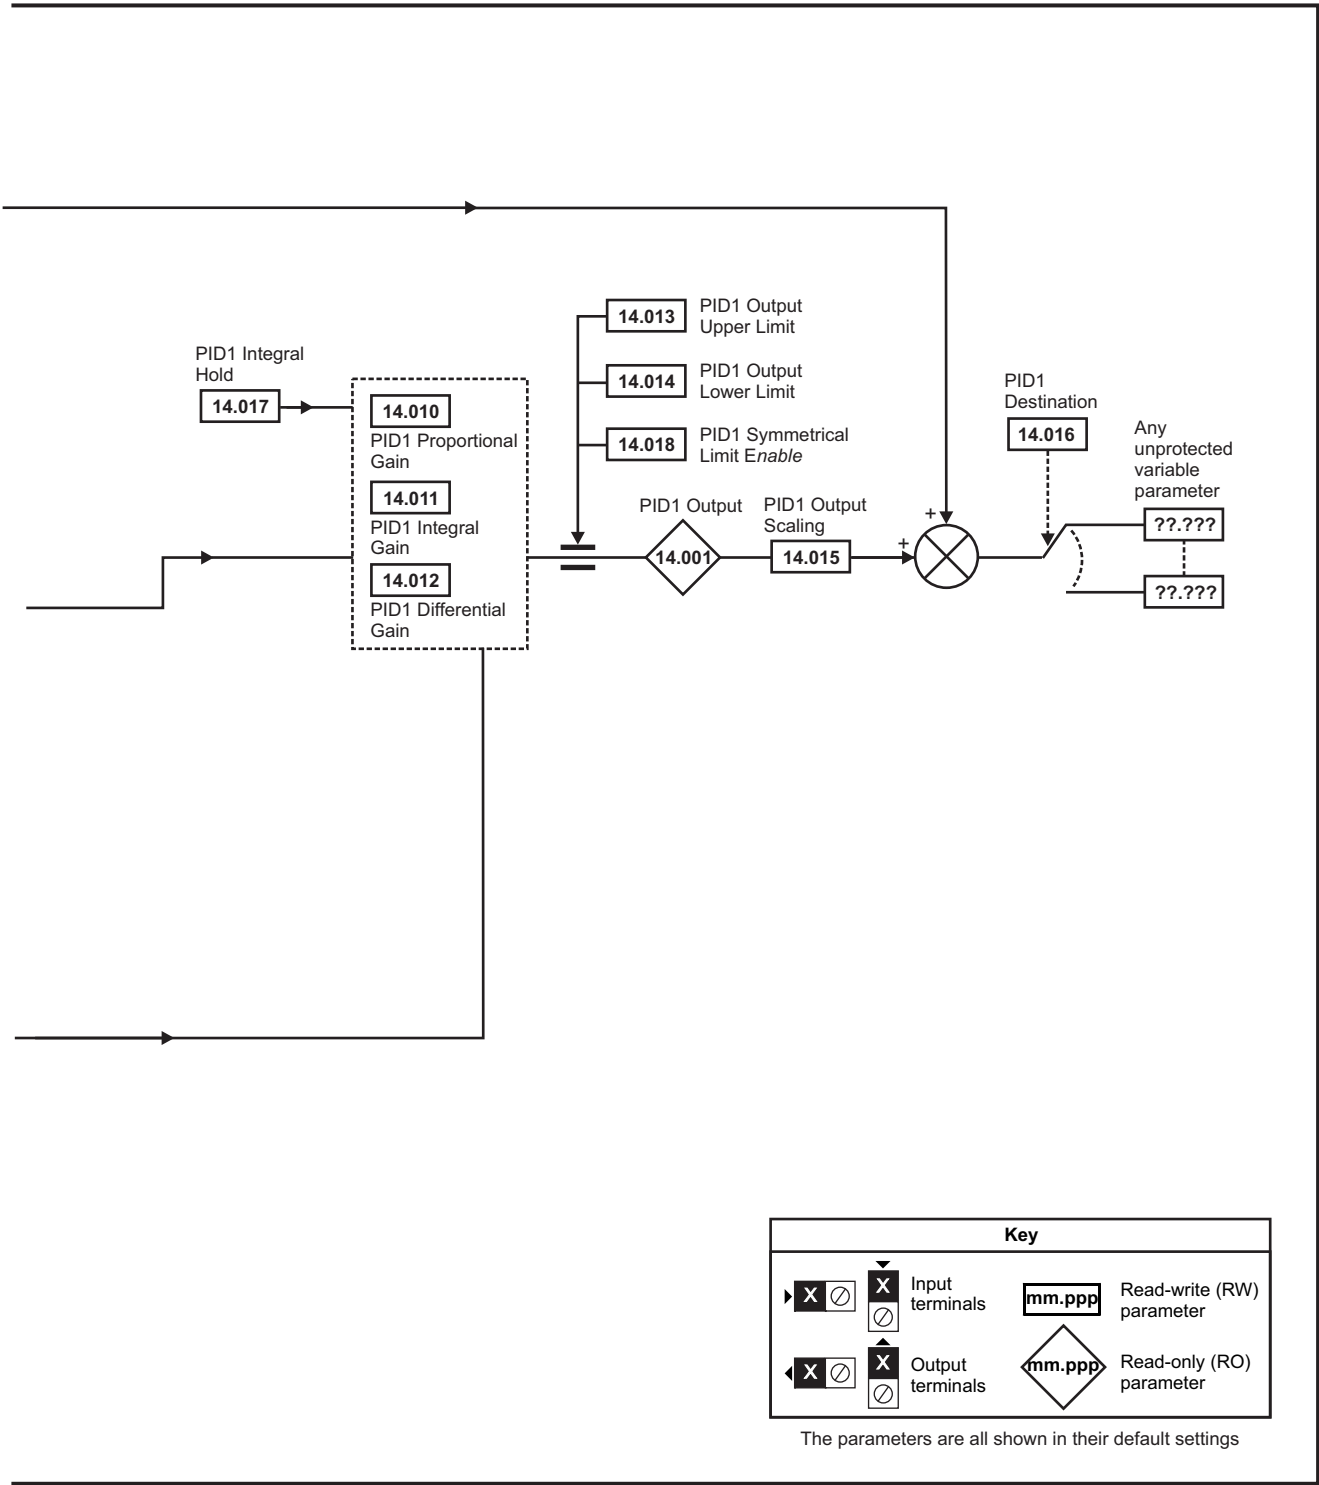 PID1 Integral
Hold
14.017
14.010
PID1 Proportional
Gain
14.011
PID1 Integral
Gain
14.012
PID1 Differential
Gain
14.013
PID1 Output
Upper Limit
14.014
PID1 Output
Lower Limit
14.018
PID1 Symmetrical
Limit Enable
PID1 Output
14.001
PID1 Output
Scaling
14.015
+
+
PID1
Destination
14.016
Any
unprotected
variable
parameter
??.???
??.???
Key
X
X
Input
terminals
mm.ppp
Read-write (RW)
parameter
X
X
Output
terminals
mm.ppp
Read-only (RO)
parameter
The parameters are all shown in their default settings